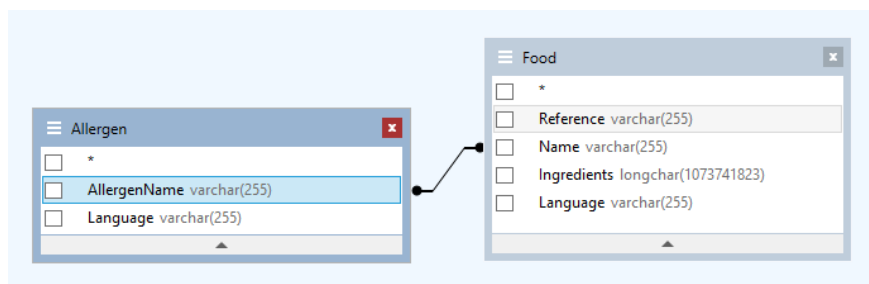 Allergen
*
AllergenName varchar(255)
Language varchar(255)
Food
*
Reference varchar(255)
Name varchar(255)
Ingredients longchar(1073741823)
Language varchar(255)